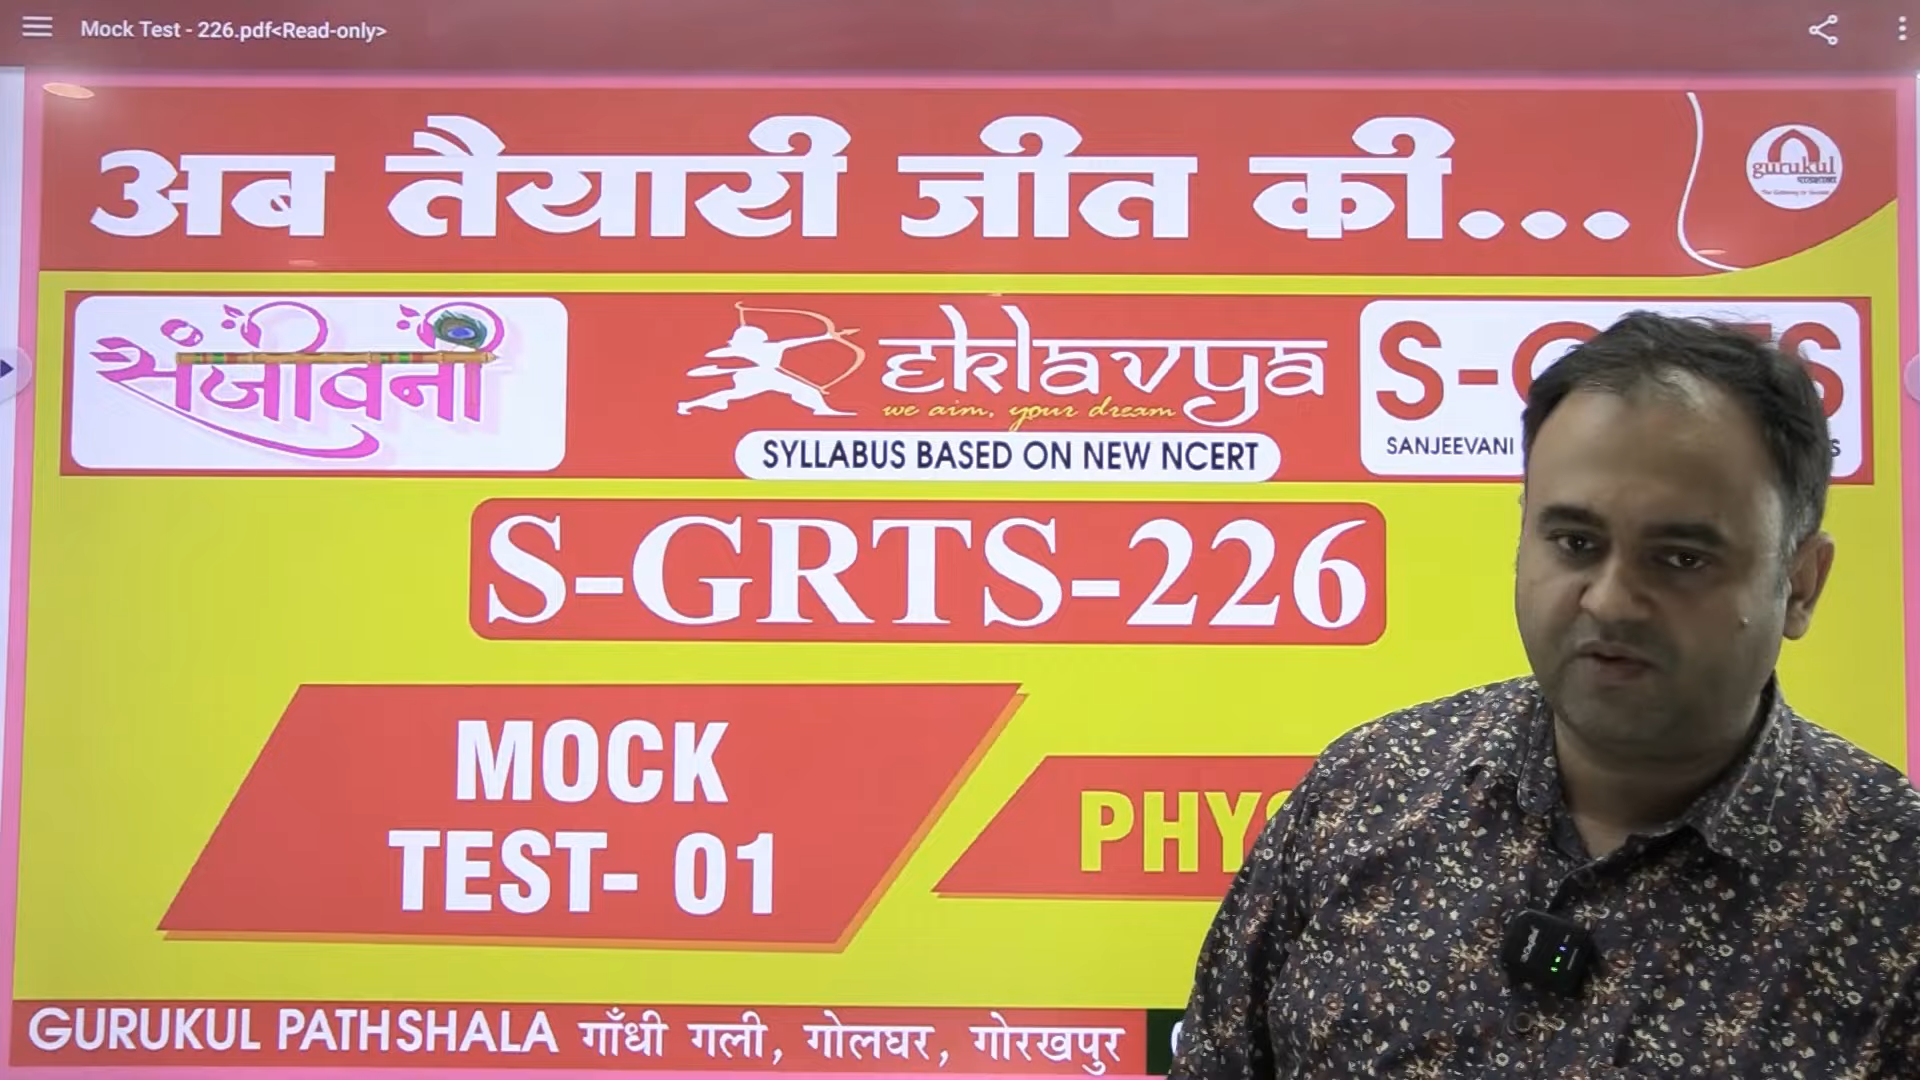 Mock Test - 226.pdf<Read-only>
अब तैयारी जीत की...
gurukul
संजीवनी
eklavya
we aim, your dream
SYLLABUS BASED ON NEW NCERT
SANJEEVANI
S-GRTS-226
MOCK
TEST- 01
GURUKUL PATHSHALA गाँधी गली, गोलघर, गोरखपुर